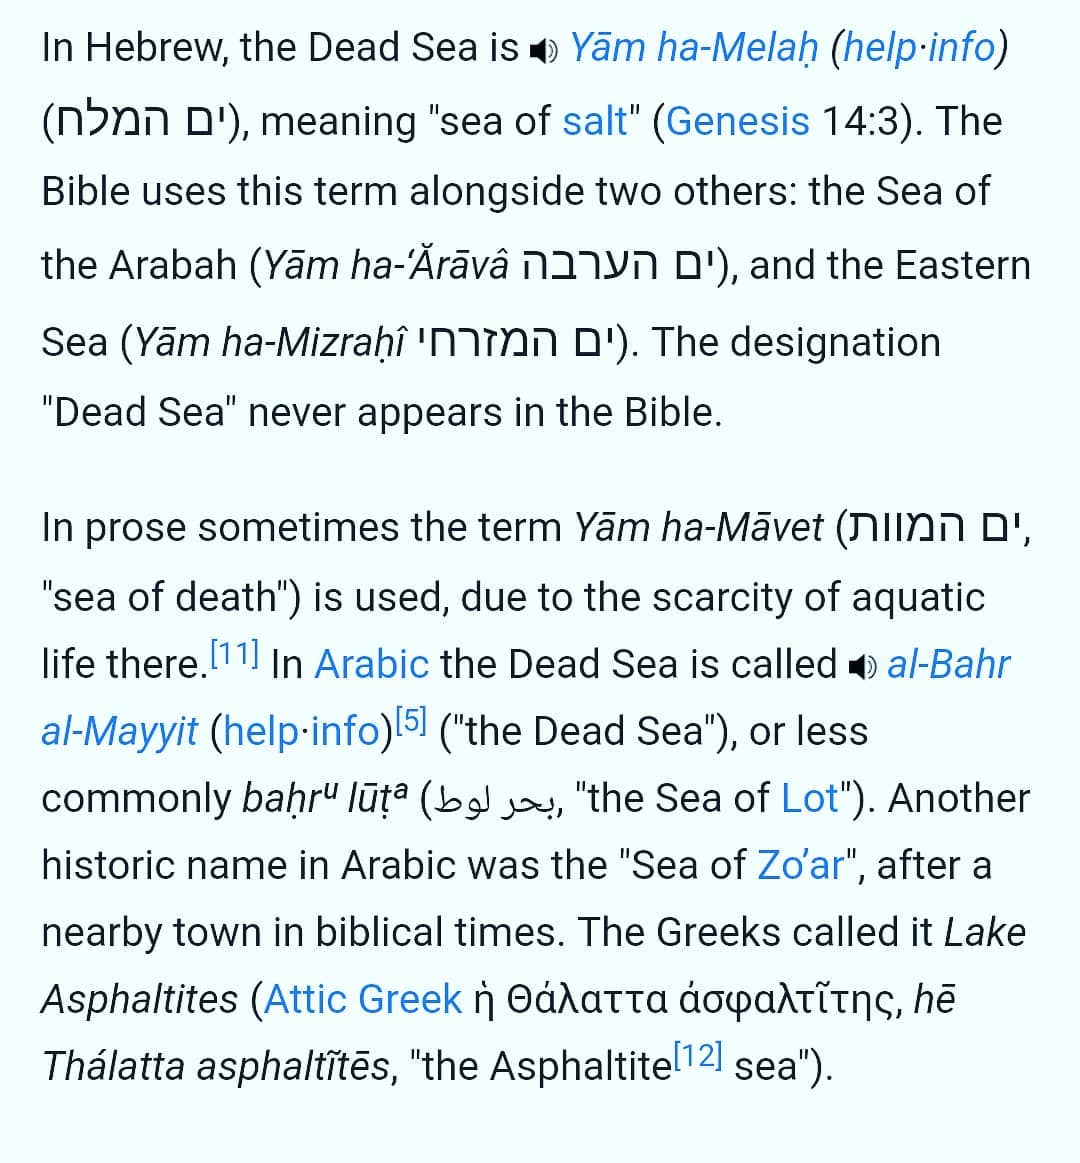 In Hebrew, the Dead Sea is Yām ha-Melaḥ (help·info)
(ים המלח), meaning "sea of salt" (Genesis 14:3). The
Bible uses this term alongside two others: the Sea of
the Arabah (Yām ha-‘Ărāvâ ים הערבה), and the Eastern
Sea (Yām ha-Mizraḥî ים המזרחי). The designation
"Dead Sea" never appears in the Bible.
In prose sometimes the term Yām ha-Māvet (ים המוות,
"sea of death") is used, due to the scarcity of aquatic
life there.[11] In Arabic the Dead Sea is called al-Bahr
al-Mayyit (help·info)[5] ("the Dead Sea"), or less
commonly baḥrᵘ lūṭᵃ (بحر لوط, "the Sea of Lot"). Another
historic name in Arabic was the "Sea of Zo’ar", after a
nearby town in biblical times. The Greeks called it Lake
Asphaltites (Attic Greek ἡ Θάλαττα ἀσφαλτῖτης, hē
Thálatta asphaltĩtēs, "the Asphaltite[12] sea").